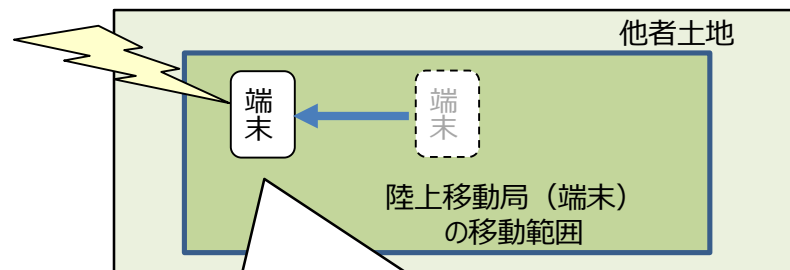 他者土地
端末
端末
陸上移動局（端末）
の移動範囲